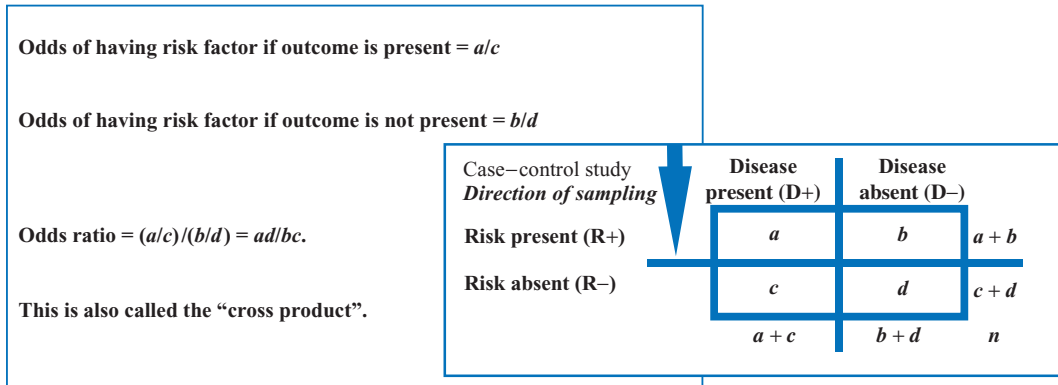 Odds of having risk factor if outcome is present = a/c
Odds of having risk factor if outcome is not present = b/d
Odds ratio = (a/c)/(b/d) = ad/bc.
This is also called the “cross product”.
Case–control study
Direction of sampling
Disease present (D+)
Disease absent (D–)
Risk present (R+) a b a + b
Risk absent (R–) c d c + d
a + c b + d n